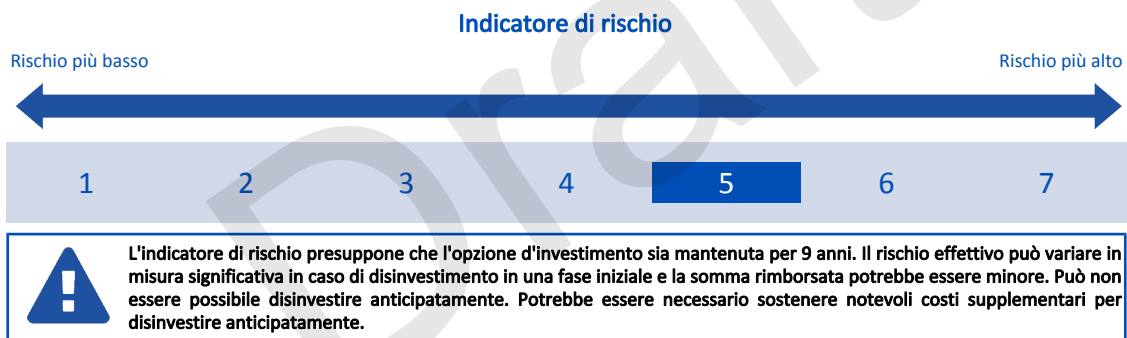 Indicatore di rischio
Rischio più basso
Rischio più alto
1 2 3 4 5 6 7
L'indicatore di rischio presuppone che l'opzione d'investimento sia mantenuta per 9 anni. Il rischio effettivo può variare in
misura significativa in caso di disinvestimento in una fase iniziale e la somma rimborsata potrebbe essere minore. Può non
essere possibile disinvestire anticipatamente. Potrebbe essere necessario sostenere notevoli costi supplementari per
disinvestire anticipatamente.